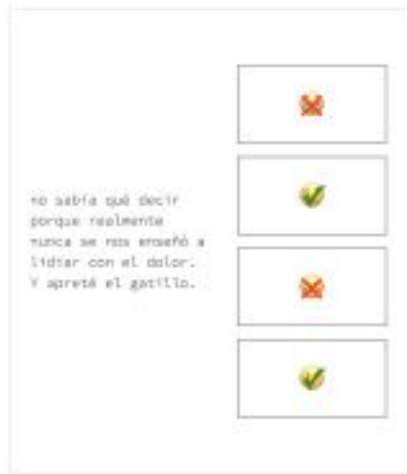 no sabía qué decir
porque realmente
nunca se nos enseñó a
lidiar con el dolor.
Y apreté el gatillo.